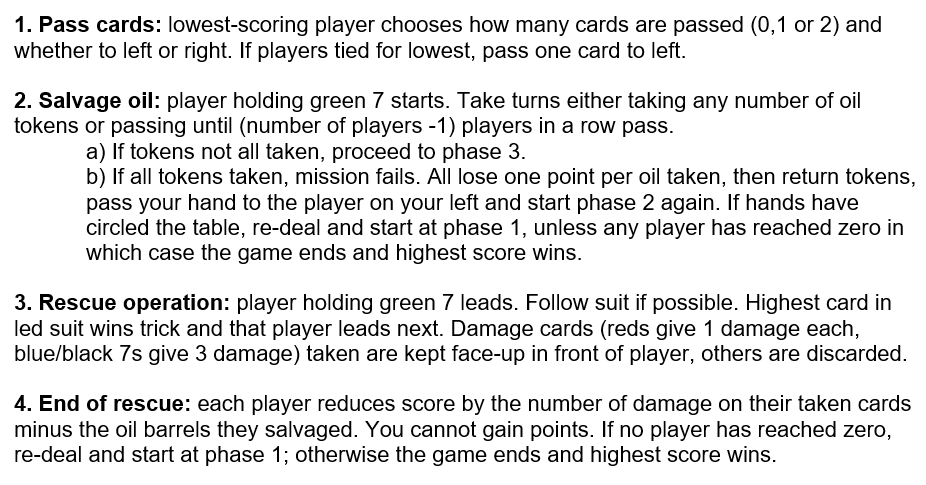 1. Pass cards: lowest-scoring player chooses how many cards are passed (0,1 or 2) and
whether to left or right. If players tied for lowest, pass one card to left.
2. Salvage oil: player holding green 7 starts. Take turns either taking any number of oil
tokens or passing until (number of players -1) players in a row pass.
a) If tokens not all taken, proceed to phase 3.
b) If all tokens taken, mission fails. All lose one point per oil taken, then return tokens,
pass your hand to the player on your left and start phase 2 again. If hands have
circled the table, re-deal and start at phase 1, unless any player has reached zero in
which case the game ends and highest score wins.
3. Rescue operation: player holding green 7 leads. Follow suit if possible. Highest card in
led suit wins trick and that player leads next. Damage cards (reds give 1 damage each,
blue/black 7s give 3 damage) taken are kept face-up in front of player, others are discarded.
4. End of rescue: each player reduces score by the number of damage on their taken cards
minus the oil barrels they salvaged. You cannot gain points. If no player has reached zero,
re-deal and start at phase 1; otherwise the game ends and highest score wins.